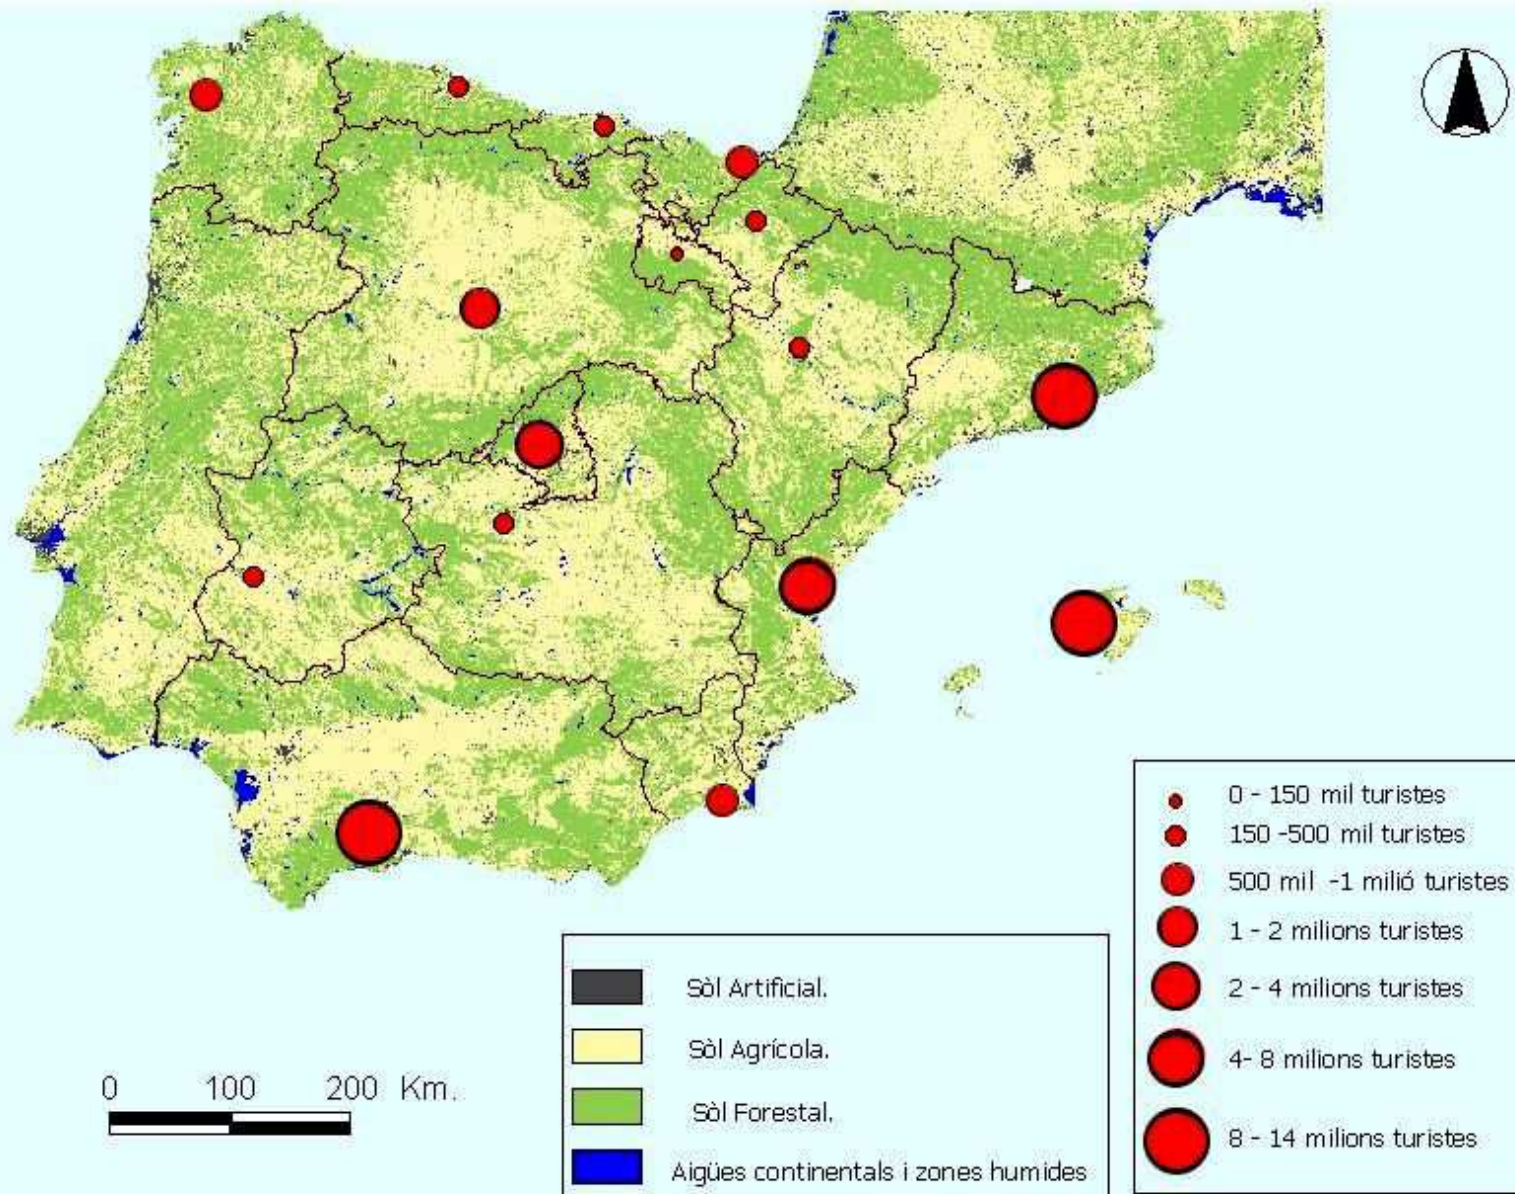 0 - 150 mil turistes
150 -500 mil turistes
500 mil -1 milió turistes
1 - 2 milions turistes
2 - 4 milions turistes
4- 8 milions turistes
8 - 14 milions turistes
Sòl Artificial.
Sòl Agrícola.
Sòl Forestal.
Aigües continentals i zones humides
0 100 200 Km.